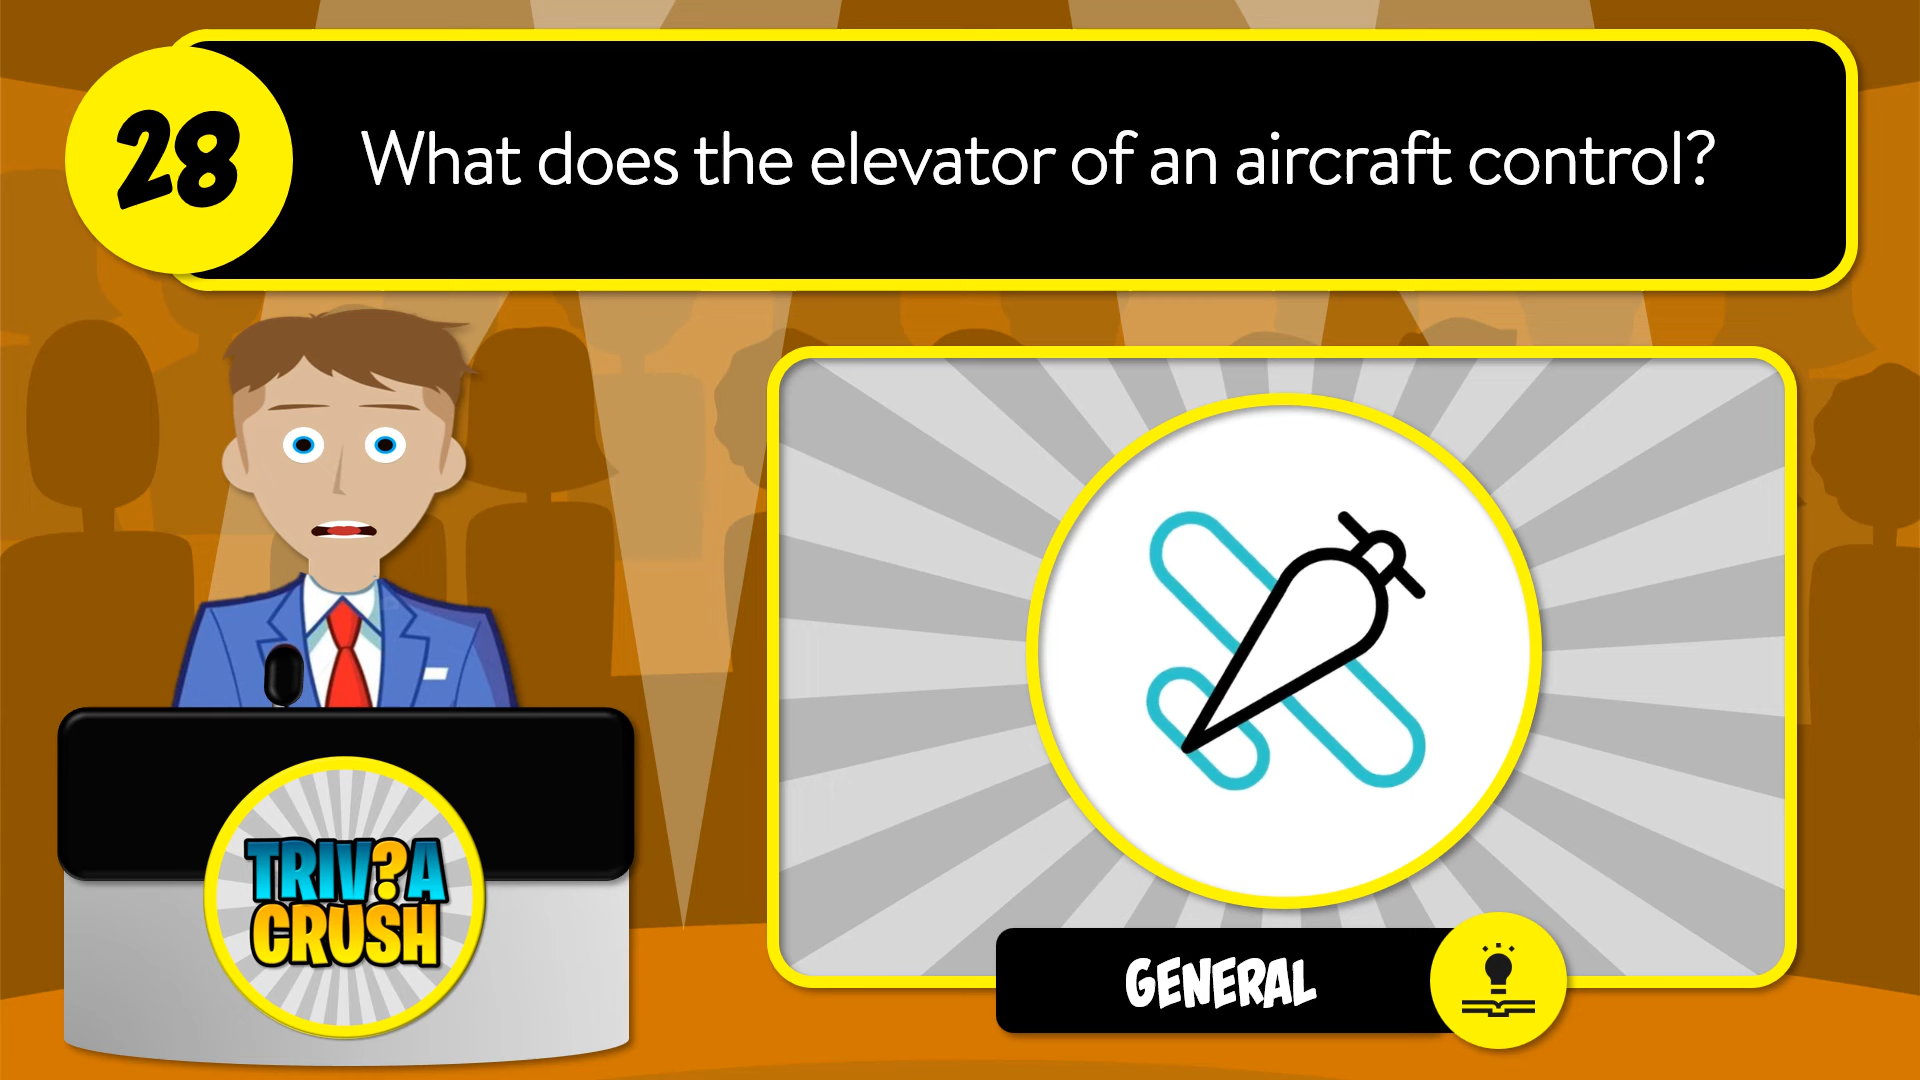 28
What does the elevator of an aircraft control?
TRIV?A
CRUSH
GENERAL